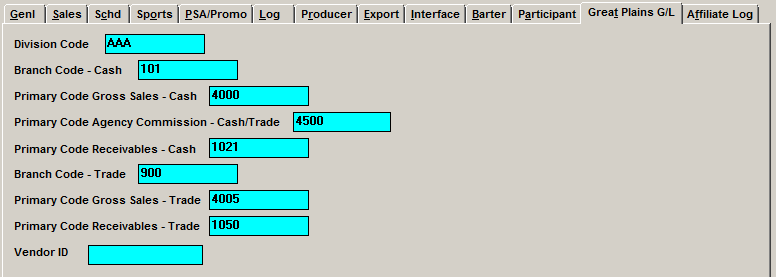 Genl Sales Schd Sports PSA/Promo Log Producer Export Interface Barter Participant Great Plains G/L Affiliate Log
Division Code AAA
Branch Code - Cash 101
Primary Code Gross Sales - Cash 4000
Primary Code Agency Commission - Cash/Trade 4500
Primary Code Receivables - Cash 1021
Branch Code - Trade 900
Primary Code Gross Sales - Trade 4005
Primary Code Receivables - Trade 1050
Vendor ID